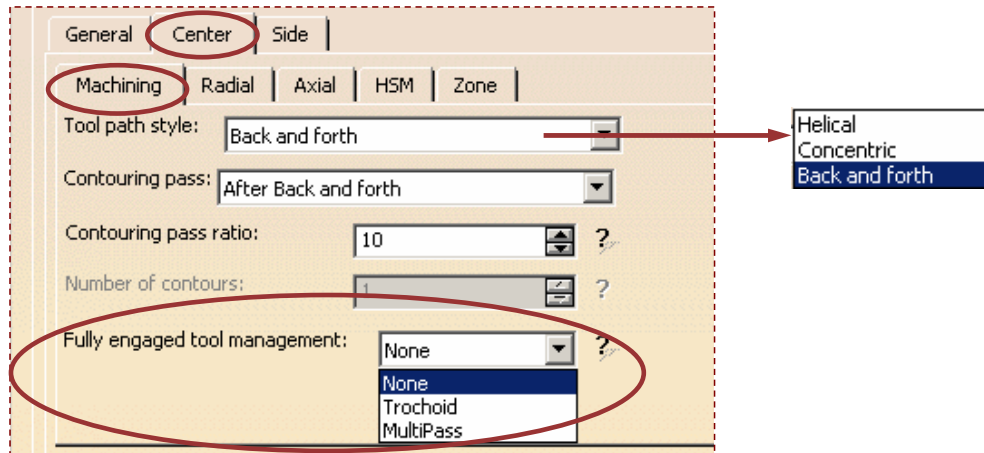 General Center Side
Machining Radial Axial HSM Zone
Tool path style: Back and forth
Helical
Concentric
Back and forth
Contouring pass: After Back and forth
Contouring pass ratio: 10 ?
Number of contours: 1 ?
Fully engaged tool management: None ?
None
Trochoid
MultiPass